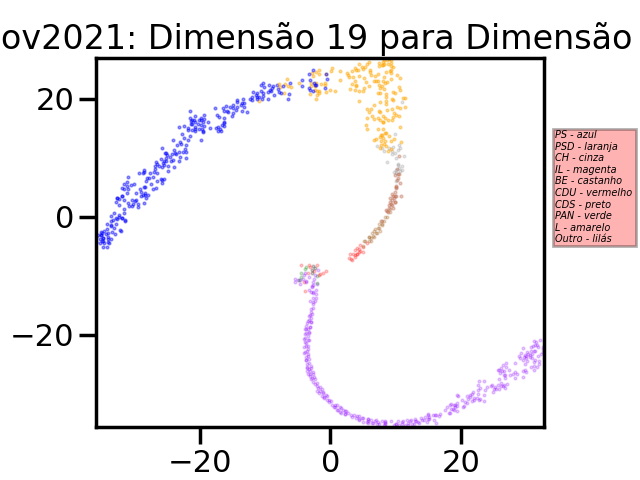 ov2021: Dimensão 19 para Dimensão
20
0
−20
−20
0
20
PS - azul
PSD - laranja
CH - cinza
IL - magenta
BE - castanho
CDU - vermelho
CDS - preto
PAN - verde
L - amarelo
Outro - lilás